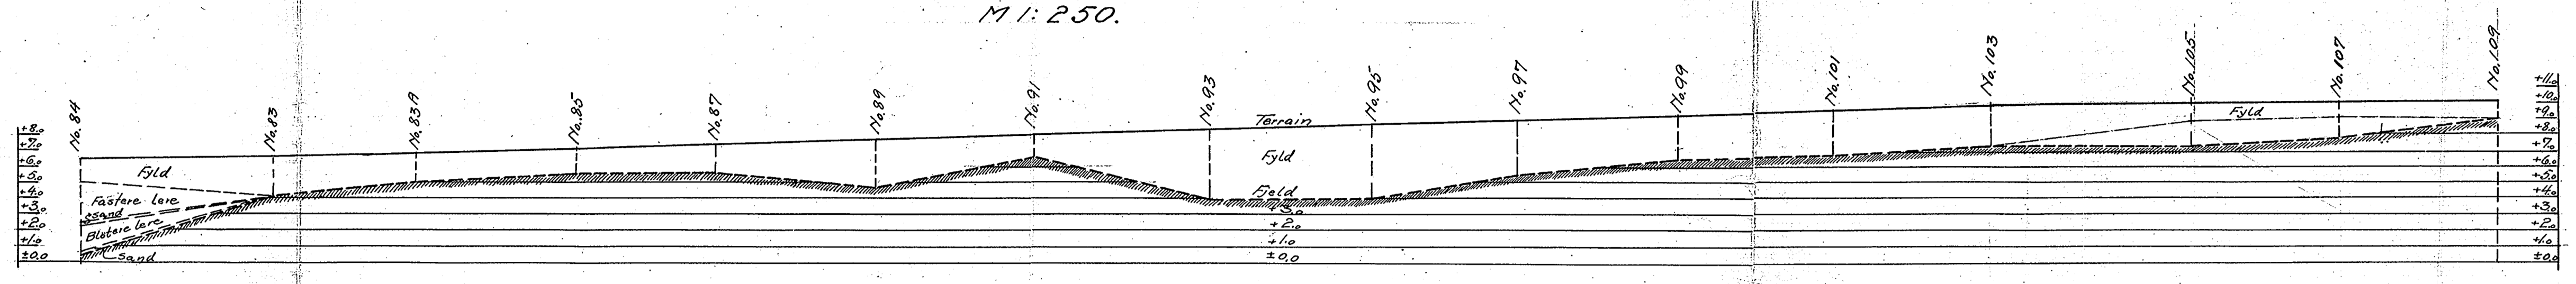 M 1:250.
No. 84
No. 83
No. 83A
No. 85
No. 87
No. 89
No. 91
No. 93
No. 95
No. 97
No. 99
No. 101
No. 103
No. 105
No. 107
No. 109
+8.0
+7.0
+6.0
+5.0
+4.0
+3.0
+2.0
+1.0
±0.0
Fyld
Fastere lere
sand
Blötere lere
sand
Terrain
Fyld
Fjeld
+3.0
+2.0
+1.0
±0.0
Fyld
+11.0
+10.0
+9.0
+8.0
+7.0
+6.0
+5.0
+4.0
+3.0
+2.0
+1.0
±0.0